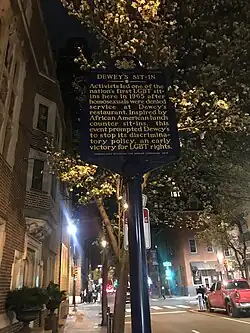 DEWEY'S SIT-IN
Activists led one of the
nation's first LGBT sit-
ins here in 1965 after
homosexuals were denied
service at Dewey's
restaurant. Inspired by
African American lunch
counter sit-ins, this
event prompted Dewey's
to stop its discrimina-
tory policy, an early
victory for LGBT rights.